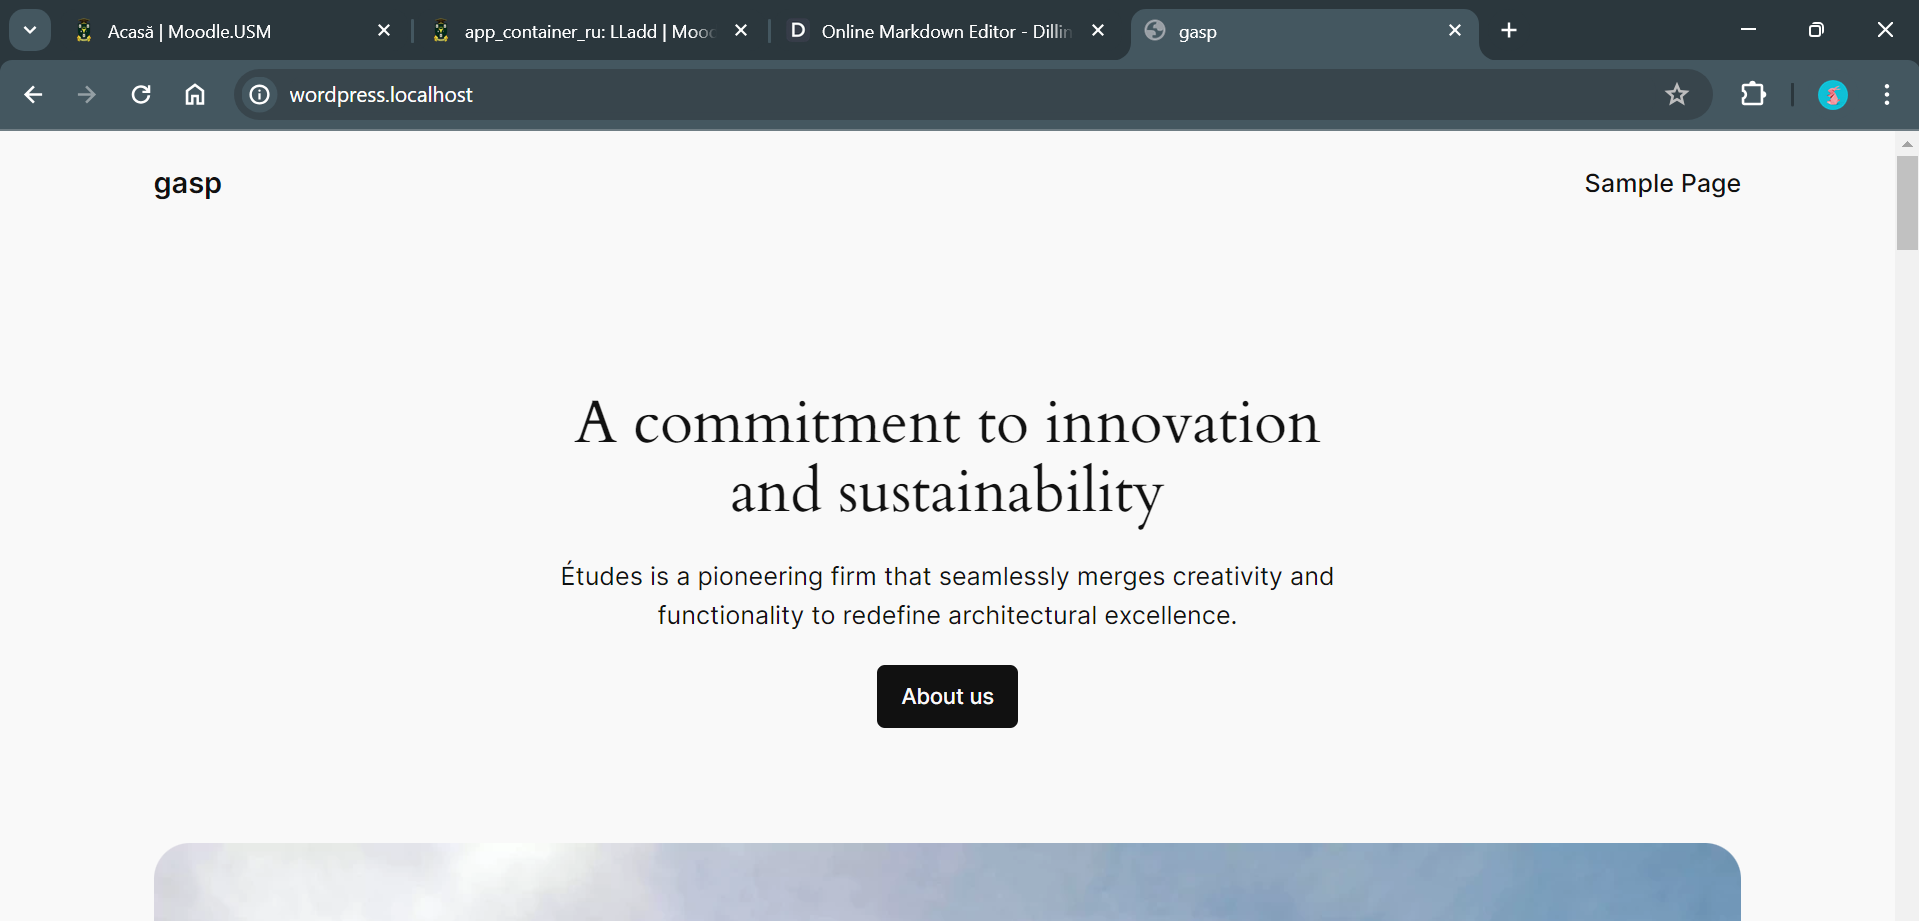 Acasă | Moodle.USM
app_container_ru: LLadd | Mood
D Online Markdown Editor - Dillin
gasp
wordpress.localhost
gasp
Sample Page
A commitment to innovation
and sustainability
Études is a pioneering firm that seamlessly merges creativity and
functionality to redefine architectural excellence.
About us